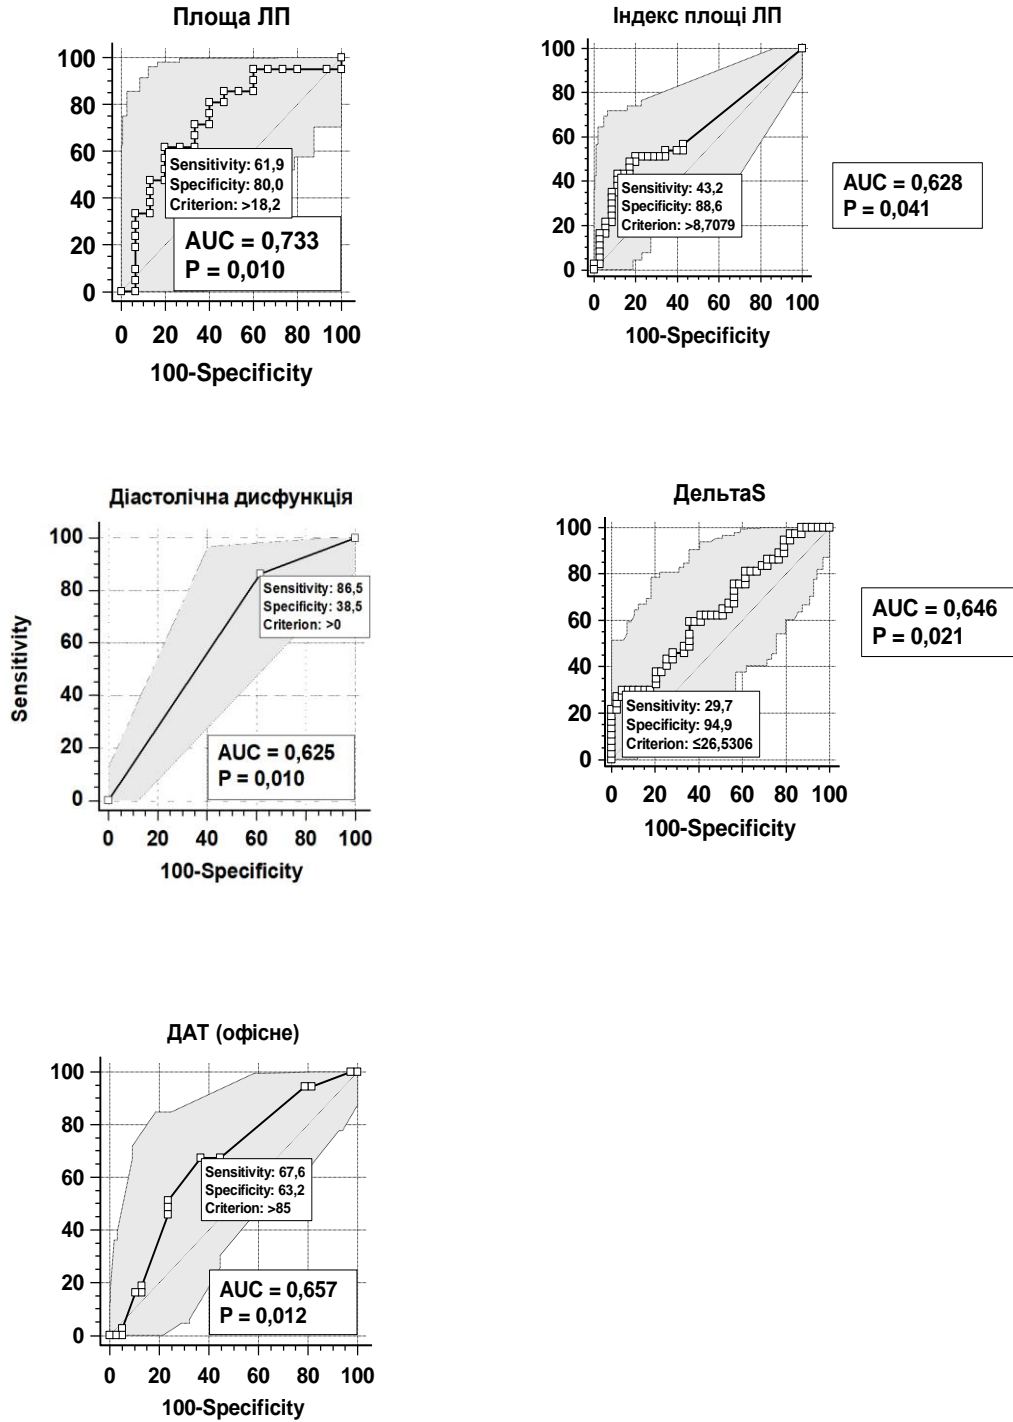 Площа ЛП
100
80
60
40
20
0
Sensitivity: 61,9
Specificity: 80,0
Criterion: >18,2
AUC = 0,733
P = 0,010
0 20 40 60 80 100
100-Specificity
Індекс площі ЛП
100
80
60
40
20
0
Sensitivity: 43,2
Specificity: 88,6
Criterion: >8,7079
0 20 40 60 80 100
100-Specificity
AUC = 0,628
P = 0,041
Діастолічна дисфункція
Sensitivity
100
80
60
40
20
0
Sensitivity: 86,5
Specificity: 38,5
Criterion: >0
AUC = 0,625
P = 0,010
0 20 40 60 80 100
100-Specificity
ДельтаS
100
80
60
40
20
0
Sensitivity: 29,7
Specificity: 94,9
Criterion: ≤26,5306
0 20 40 60 80 100
100-Specificity
AUC = 0,646
P = 0,021
ДАТ (офісне)
100
80
60
40
20
0
Sensitivity: 67,6
Specificity: 63,2
Criterion: >85
AUC = 0,657
P = 0,012
0 20 40 60 80 100
100-Specificity